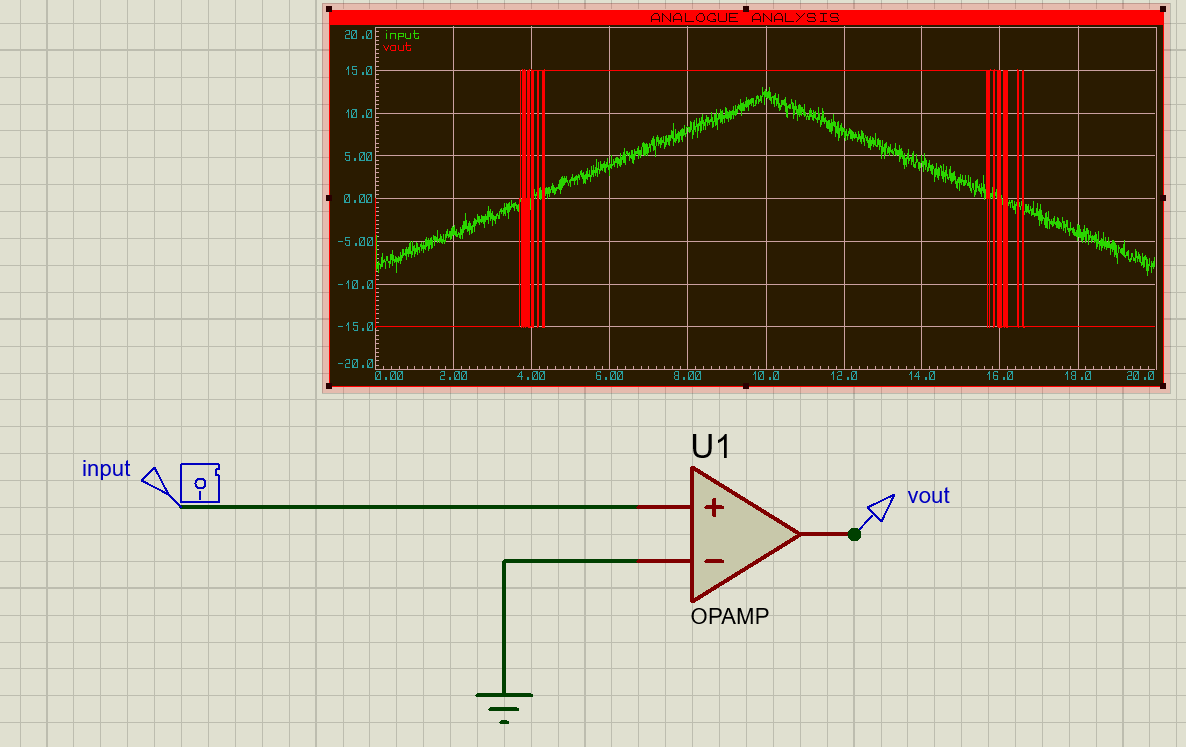 ANALOGUE ANALYSIS
20.0
input
vout
15.0
10.0
5.00
0.00
-5.00
-10.0
-15.0
-20.0
0.00 2.00 4.00 6.00 8.00 10.0 12.0 14.0 16.0 18.0 20.0
U1
input
+
vout
−
OPAMP